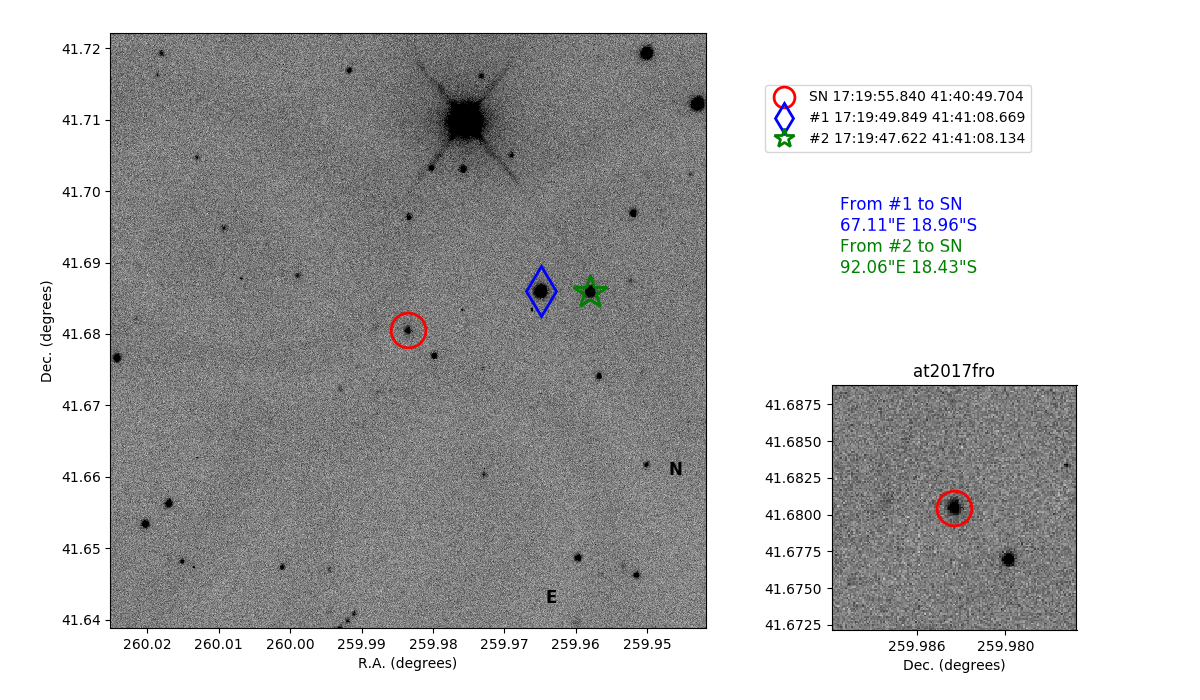 41.72
41.71
41.70
41.69
41.68
41.67
41.66
41.65
41.64
Dec. (degrees)
260.02 260.01 260.00 259.99 259.98 259.97 259.96 259.95
R.A. (degrees)
N
E
SN 17:19:55.840 41:40:49.704
#1 17:19:49.849 41:41:08.669
#2 17:19:47.622 41:41:08.134
From #1 to SN
67.11"E 18.96"S
From #2 to SN
92.06"E 18.43"S
at2017fro
41.6875
41.6850
41.6825
41.6800
41.6775
41.6750
41.6725
259.986 259.980
Dec. (degrees)